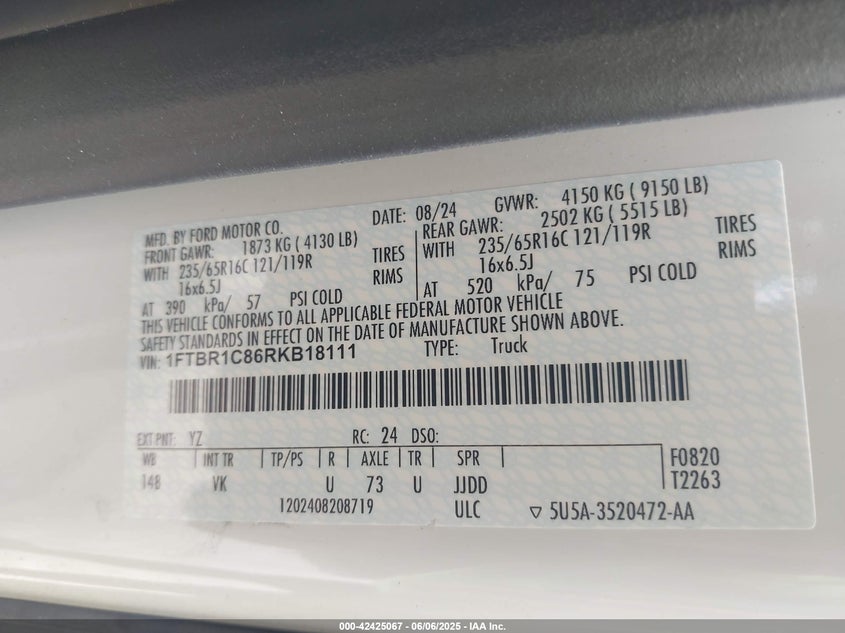 MFD. BY FORD MOTOR CO. DATE: 08/24 GVWR: 4150 KG ( 9150 LB)
FRONT GAWR: 1873 KG ( 4130 LB) REAR GAWR: 2502 KG ( 5515 LB)
WITH 235/65R16C 121/119R TIRES WITH 235/65R16C 121/119R TIRES
16x6.5J RIMS 16x6.5J RIMS
AT 390 kPa/ 57 PSI COLD AT 520 kPa/ 75 PSI COLD
THIS VEHICLE CONFORMS TO ALL APPLICABLE FEDERAL MOTOR VEHICLE
SAFETY STANDARDS IN EFFECT ON THE DATE OF MANUFACTURE SHOWN ABOVE.
VIN: 1FTBR1C86RKB18111 TYPE: Truck
EXT PNT: YZ RC: 24 DSO:
WB | INT TR | TP/PS | R | AXLE | TR | SPR | F0820
148 VK U 73 U JJDD T2263
1202408208719 ULC ▽ 5U5A-3520472-AA
000-42425067 - 06/06/2025 - IAA Inc.